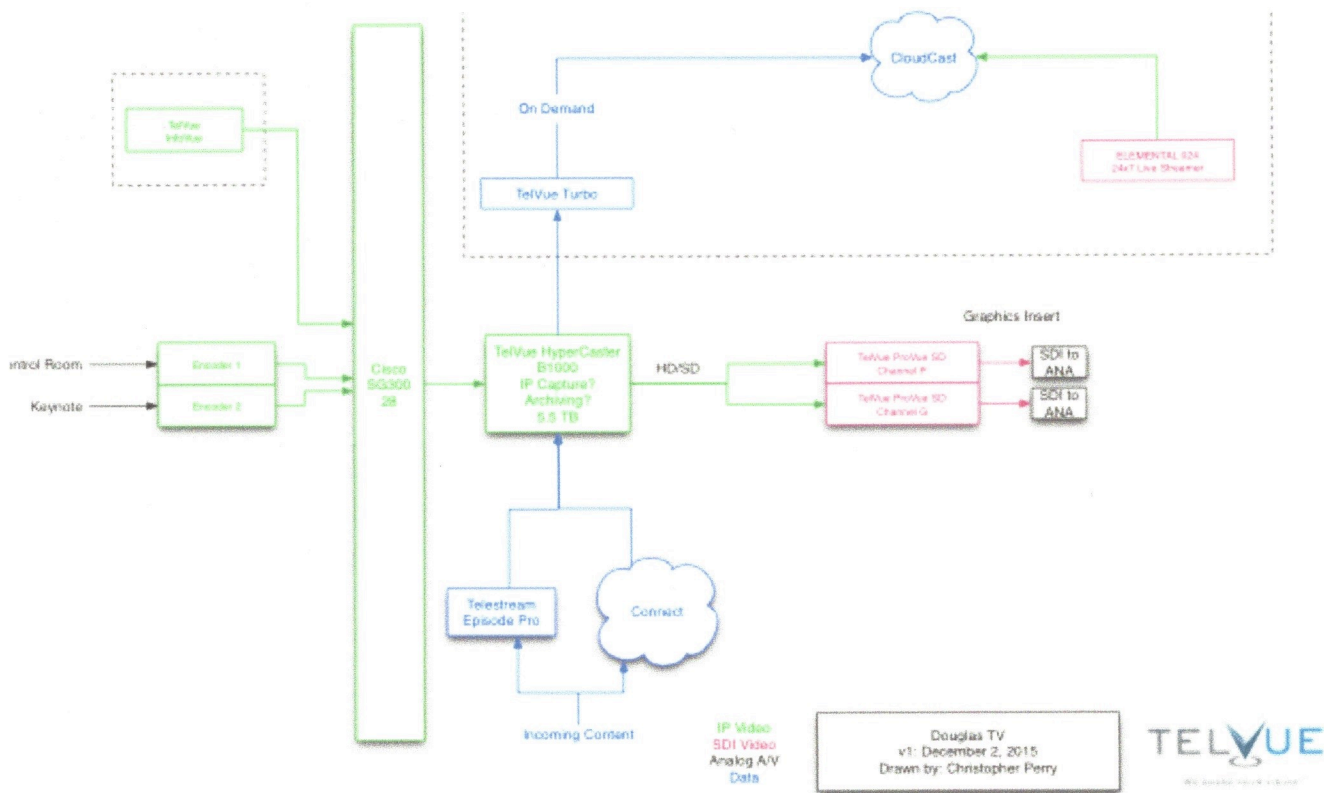 CloudCast
On Demand
TelVue
InfoVue
ELEMENTAL
24x7 Live Streamer
TelVue Turbo
Graphics Insert
ntrol Room
Encoder 1
Keynote
Encoder 2
Cisco
SG300
28
TelVue HyperCaster
B1000
IP Capture?
Archiving?
5.5 TB
HD/SD
TelVue ProVue SD
Channel P
TelVue ProVue SD
Channel G
SDI to
ANA
SDI to
ANA
Telestream
Episode Pro
Connect
Incoming Content
IP Video
SDI Video
Analog A/V
Data
Douglas TV
v1: December 2, 2015
Drawn by: Christopher Perry
TELVUE